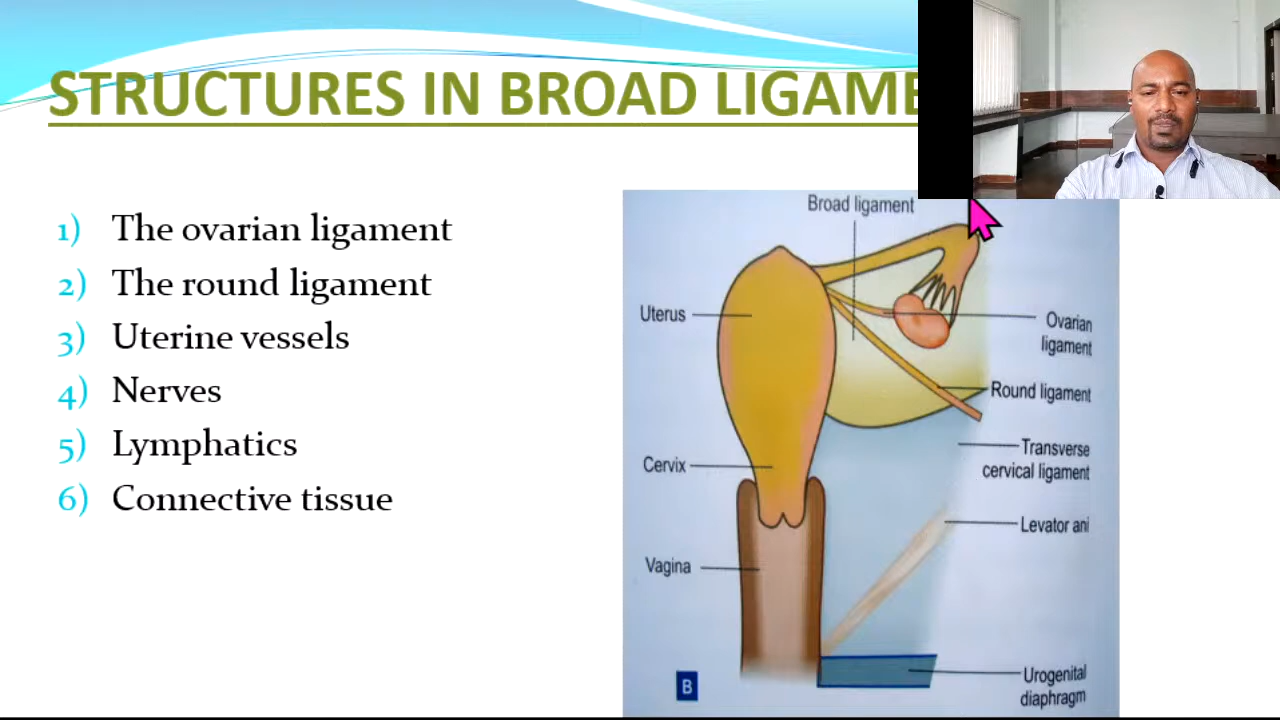 STRUCTURES IN BROAD LIGAME
1) The ovarian ligament
2) The round ligament
3) Uterine vessels
4) Nerves
5) Lymphatics
6) Connective tissue
Broad ligament
Uterus
Ovarian
ligament
Round ligament
Transverse
cervical ligament
Cervix
Levator ani
Vagina
Urogenital
diaphragm
B